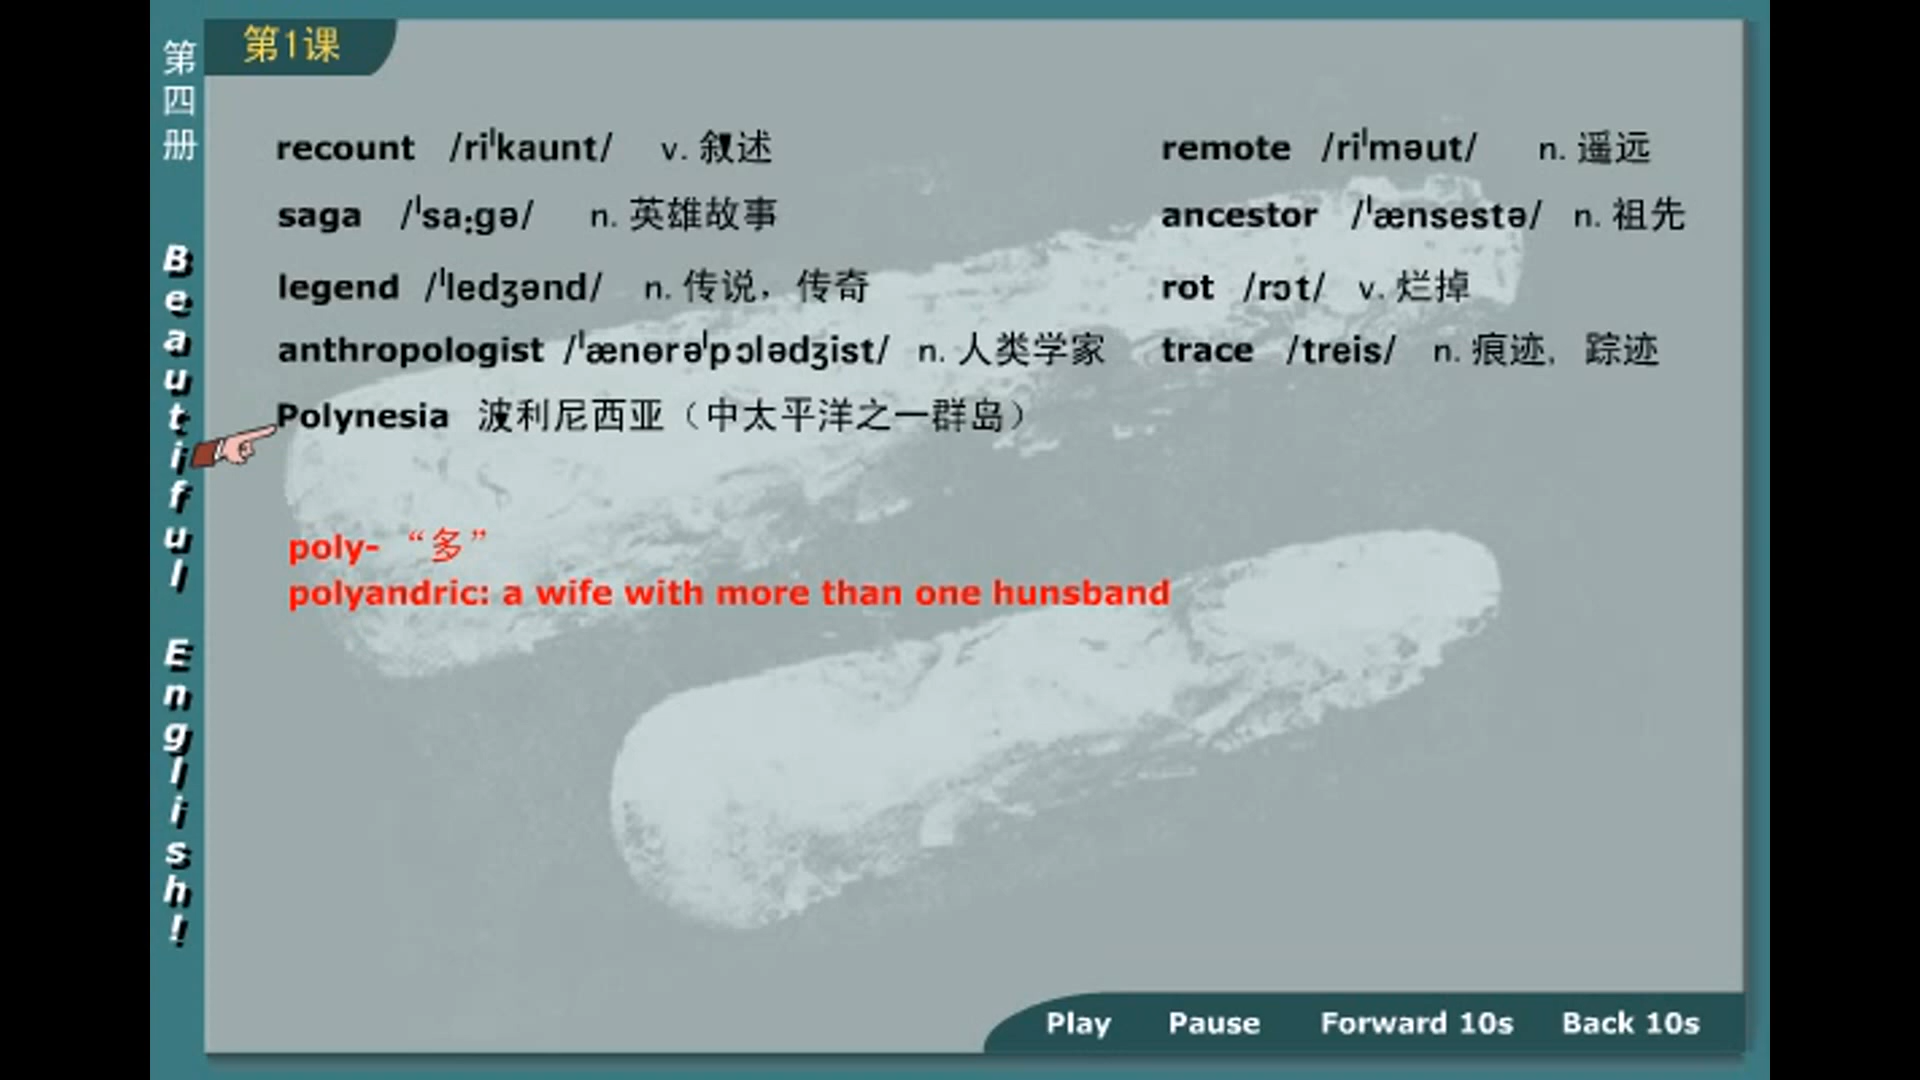 第1课
第四册
Beautiful English!
recount /riˈkaunt/ v. 叙述
remote /riˈməut/ n. 遥远
saga /ˈsa:gə/ n. 英雄故事
ancestor /ˈænsestə/ n. 祖先
legend /ˈledʒənd/ n. 传说，传奇
rot /rɔt/ v. 烂掉
anthropologist /ˈænɵrəˈpɔlədʒist/ n. 人类学家
trace /treis/ n. 痕迹，踪迹
Polynesia 波利尼西亚（中太平洋之一群岛）
poly- “多”
polyandric: a wife with more than one hunsband
Play Pause Forward 10s Back 10s